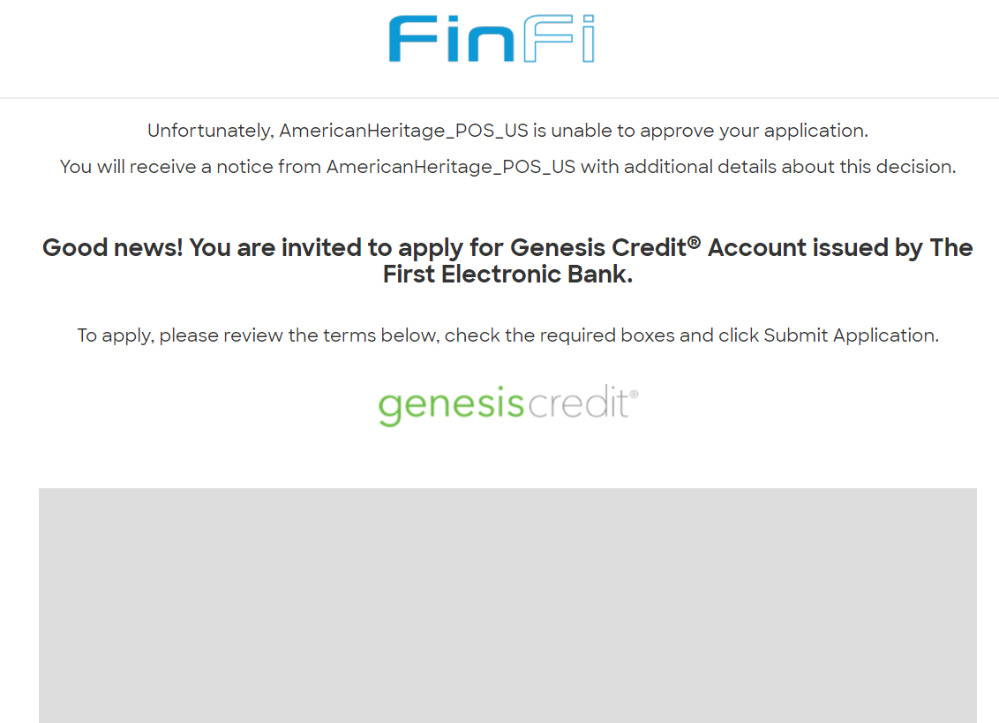 FinFi
Unfortunately, AmericanHeritage_POS_US is unable to approve your application.
You will receive a notice from AmericanHeritage_POS_US with additional details about this decision.
Good news! You are invited to apply for Genesis Credit® Account issued by The
First Electronic Bank.
To apply, please review the terms below, check the required boxes and click Submit Application.
genesiscredit®